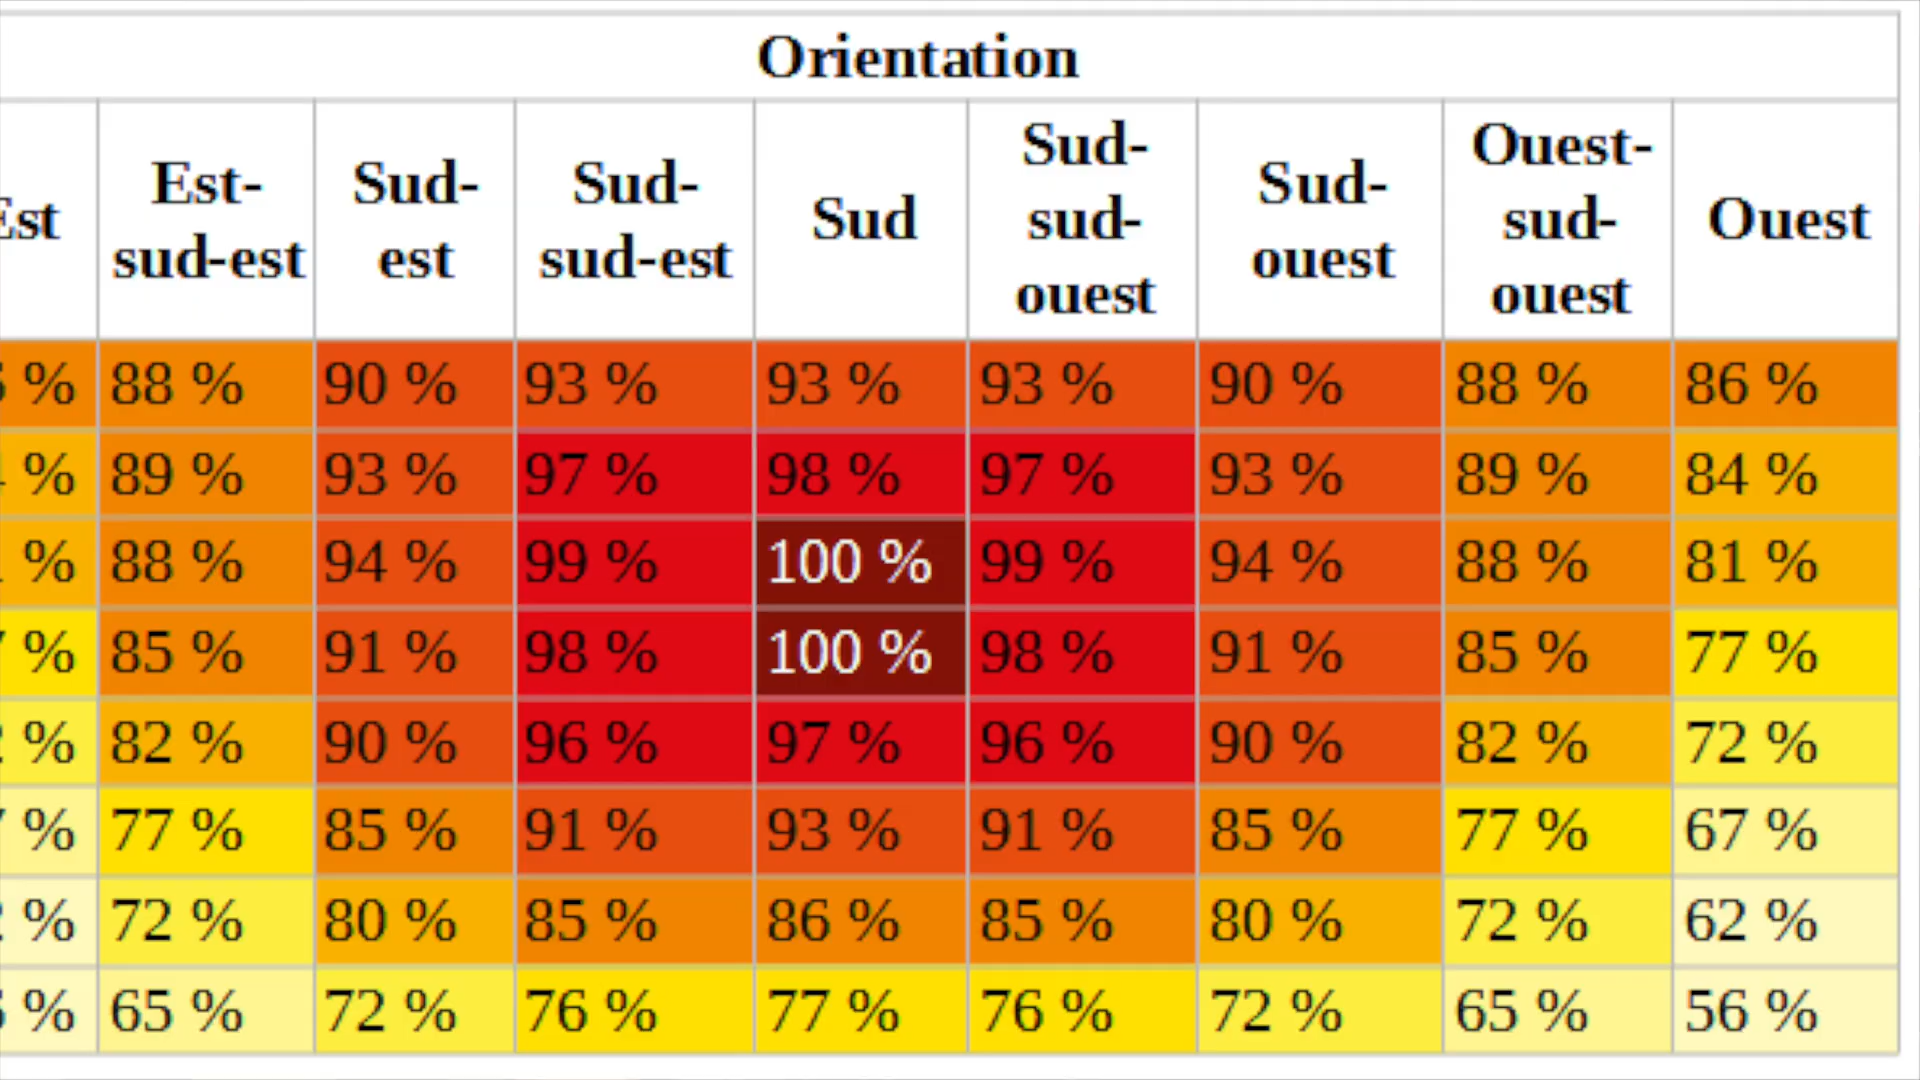 Orientation
Est Est-sud-est Sud-est Sud-sud-est Sud Sud-sud-ouest Sud-ouest Ouest-sud-ouest Ouest
% 88 % 90 % 93 % 93 % 93 % 90 % 88 % 86 %
% 89 % 93 % 97 % 98 % 97 % 93 % 89 % 84 %
% 88 % 94 % 99 % 100 % 99 % 94 % 88 % 81 %
% 85 % 91 % 98 % 100 % 98 % 91 % 85 % 77 %
% 82 % 90 % 96 % 97 % 96 % 90 % 82 % 72 %
% 77 % 85 % 91 % 93 % 91 % 85 % 77 % 67 %
% 72 % 80 % 85 % 86 % 85 % 80 % 72 % 62 %
% 65 % 72 % 76 % 77 % 76 % 72 % 65 % 56 %